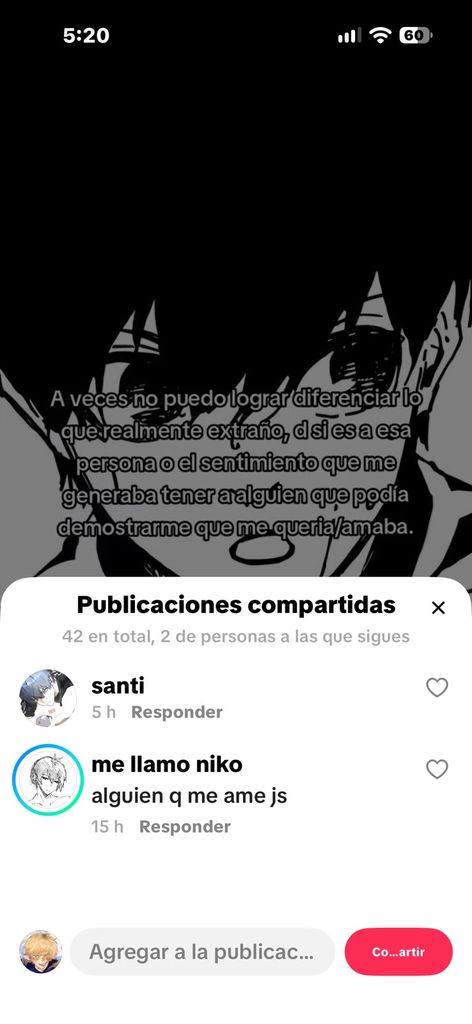 5:20
60
A veces no puedo lograr diferenciar lo
que realmente extraño, d si es a esa
persona o el sentimiento que me
generaba tener a alguien que podía
demostrarme que me queria/amaba.
Publicaciones compartidas
42 en total, 2 de personas a las que sigues
santi
5 h Responder
me llamo niko
alguien q me ame js
15 h Responder
Agregar a la publicac...
Co...artir